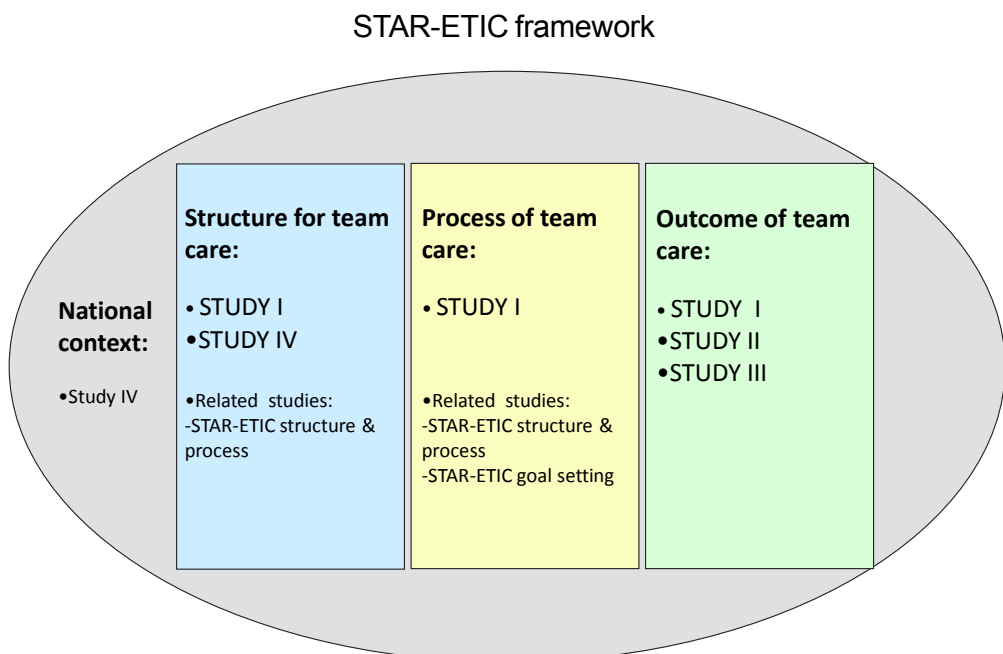 STAR-ETIC framework
National
context:
•Study IV
Structure for team
care:
• STUDY I
•STUDY IV
•Related studies:
-STAR-ETIC structure &
process
Process of team
care:
• STUDY I
•Related studies:
-STAR-ETIC structure &
process
-STAR-ETIC goal setting
Outcome of team
care:
• STUDY I
•STUDY II
•STUDY III